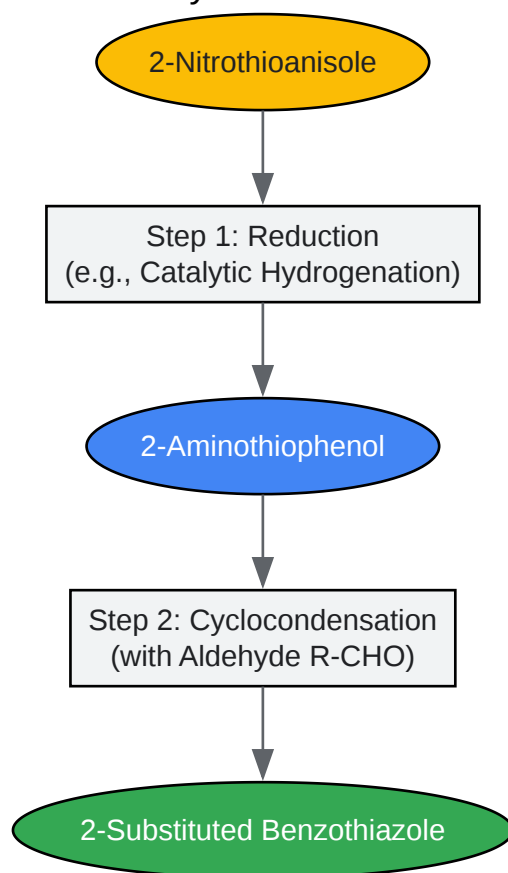 2-Nitrothioanisole
Step 1: Reduction
(e.g., Catalytic Hydrogenation)
2-Aminothiophenol
Step 2: Cyclocondensation
(with Aldehyde R-CHO)
2-Substituted Benzothiazole